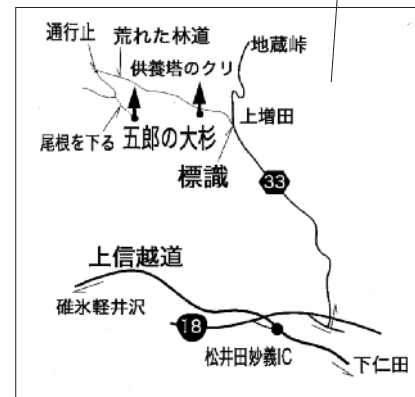 通行止
荒れた林道
地蔵峠
供養塔のクリ
上増田
尾根を下る
五郎の大杉
標識
33
上信越道
碓氷軽井沢
18
松井田妙義IC
下仁田